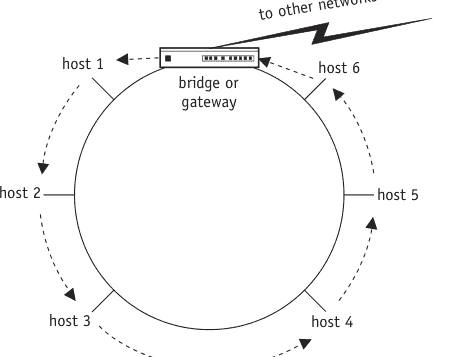 to other networks
host 1
host 6
bridge or
gateway
host 2
host 5
host 3
host 4